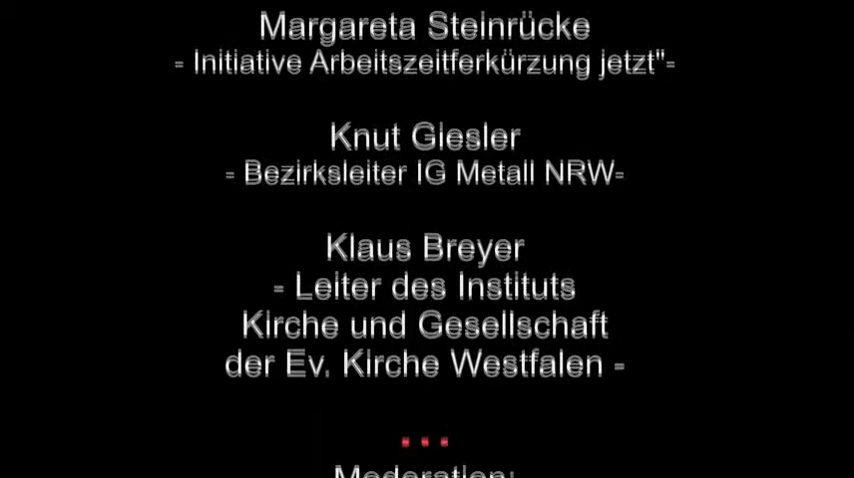 Margareta Steinrücke
- Initiative Arbeitszeitferkürzung jetzt"-
Knut Giesler
- Bezirksleiter IG Metall NRW-
Klaus Breyer
- Leiter des Instituts
Kirche und Gesellschaft
der Ev. Kirche Westfalen -
...
Moderation: